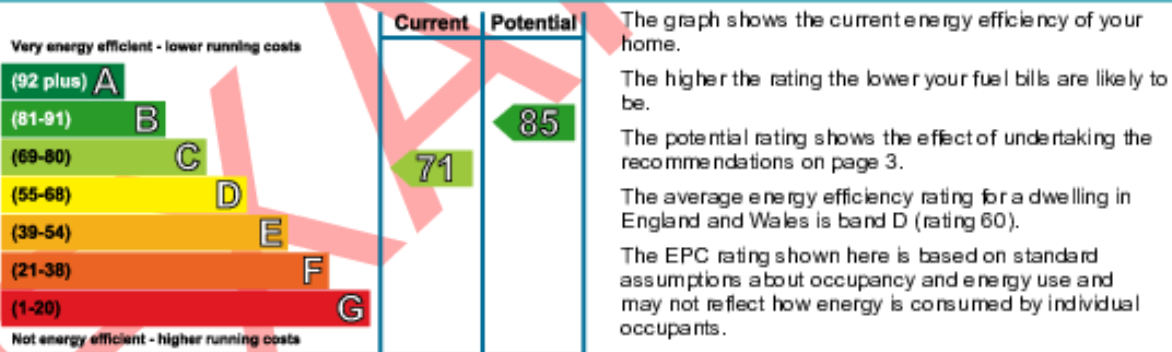 Current Potential
Very energy efficient - lower running costs
(92 plus) A
(81-91) B
85
(69-80) C
71
(55-68) D
(39-54) E
(21-38) F
(1-20) G
Not energy efficient - higher running costs
The graph shows the current energy efficiency of your
home.
The higher the rating the lower your fuel bills are likely to
be.
The potential rating shows the effect of undertaking the
recommendations on page 3.
The average energy efficiency rating for a dwelling in
England and Wales is band D (rating 60).
The EPC rating shown here is based on standard
assumptions about occupancy and energy use and
may not reflect how energy is consumed by individual
occupants.